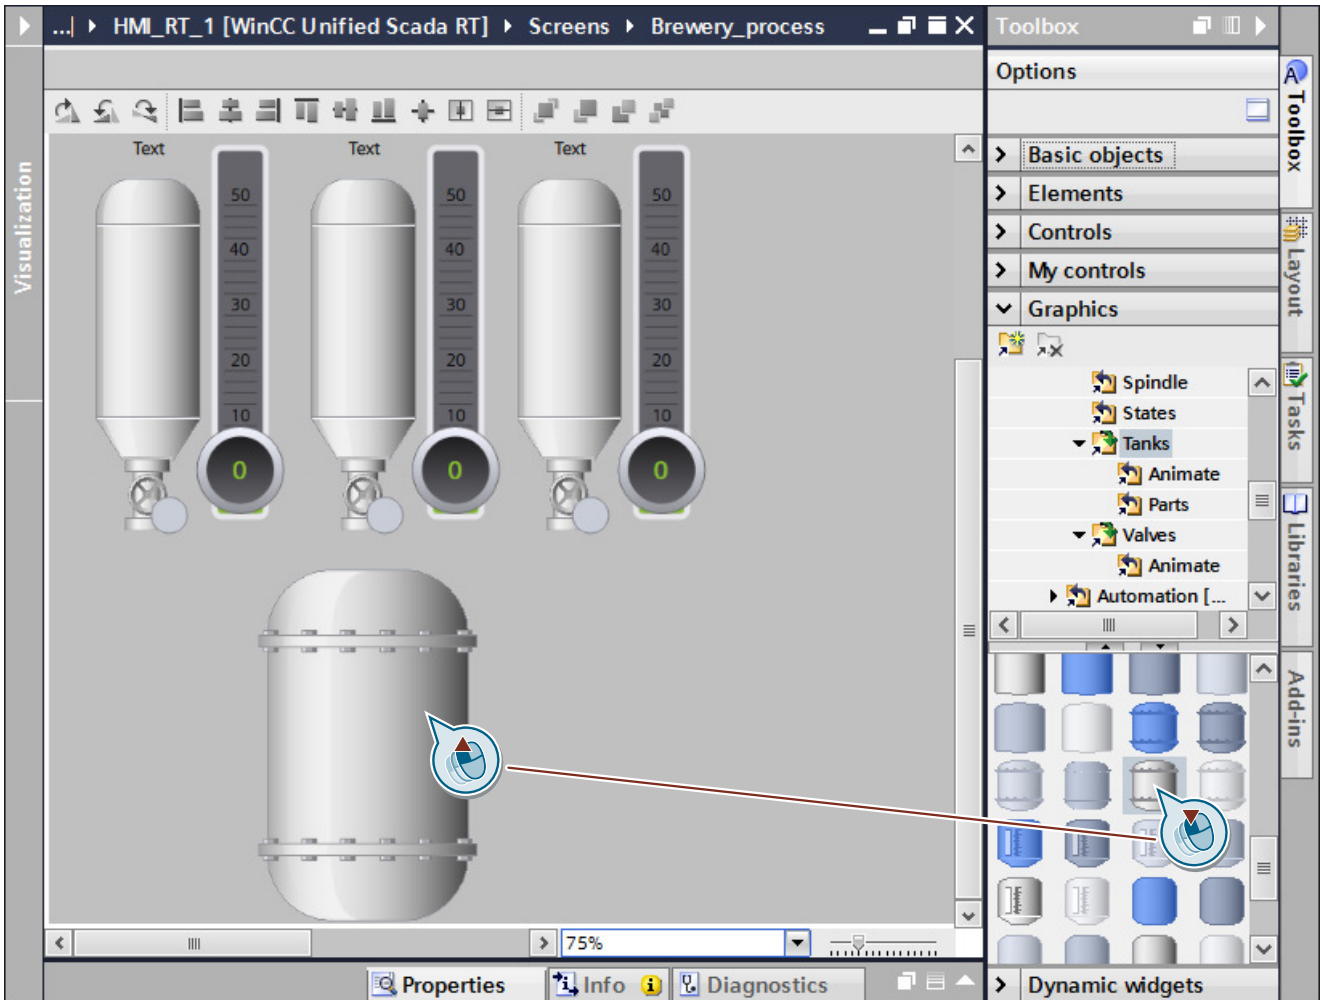 ...| HMI_RT_1 [WinCC Unified Scada RT] Screens Brewery_process
Toolbox
Options
Visualization
Text Text Text
50 50 50
40 40 40
30 30 30
20 20 20
10 10 10
0 0 0
Basic objects
Elements
Controls
My controls
Graphics
Spindle
States
Tanks
Animate
Parts
Valves
Animate
Automation [...
Toolbox
Layout
Tasks
Libraries
Add-ins
75%
Properties Info Diagnostics
Dynamic widgets